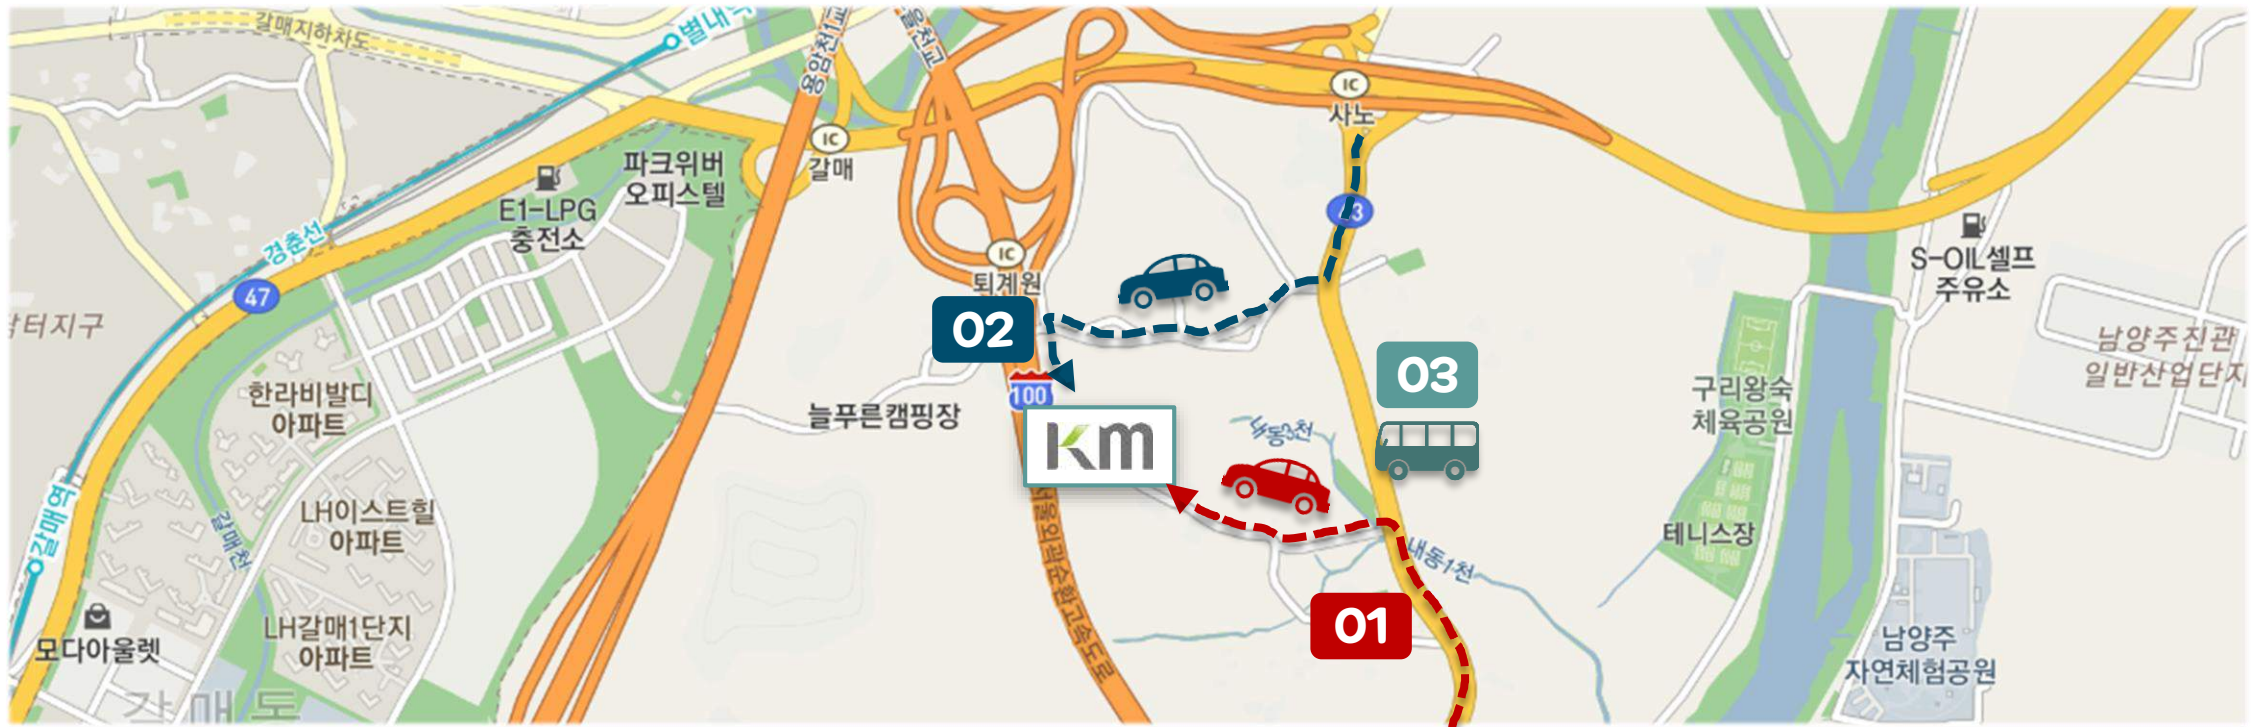 갈매지하차도
별내역
용암천1교
IC
사노
IC
갈매
파크위버
오피스텔
E1-LPG
충전소
경춘선
47
43
IC
퇴계원
S-OIL셀프
주유소
02
100
03
남양주진관
일반산업단지
구리왕숙
체육공원
한라비발디
아파트
늘푸른캠핑장
km
갈매역
갈매천
LH이스트힐
아파트
테니스장
내동1천
서울외곽순환고속도로
01
모다아울렛
LH갈매1단지
아파트
남양주
자연체험공원
갈매동